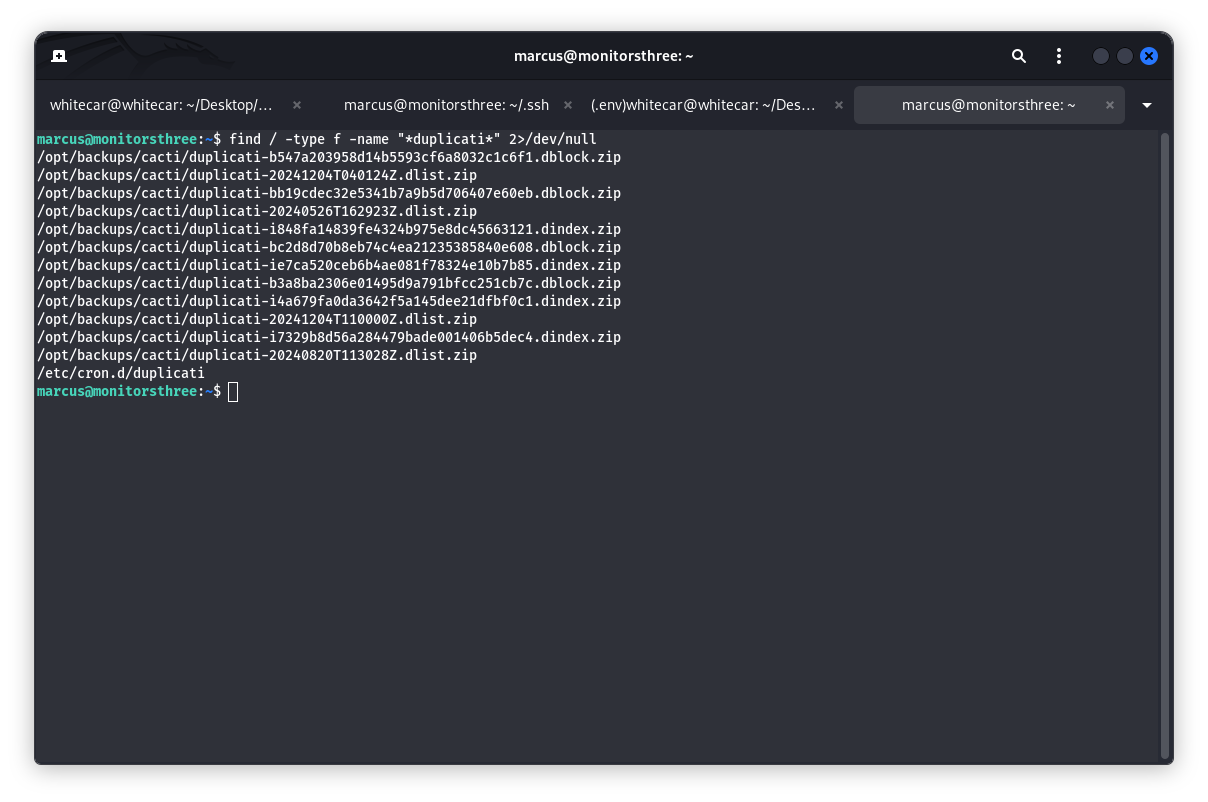 marcus@monitorsthree: ~
whitecar@whitecar: ~/Desktop/...
marcus@monitorsthree: ~/.ssh
(.env)whitecar@whitecar: ~/Des...
marcus@monitorsthree: ~
marcus@monitorsthree:~$ find / -type f -name "*duplicati*" 2>/dev/null
/opt/backups/cacti/duplicati-b547a203958d14b5593cf6a8032c1c6f1.dblock.zip
/opt/backups/cacti/duplicati-20241204T040124Z.dlist.zip
/opt/backups/cacti/duplicati-bb19cdec32e5341b7a9b5d706407e60eb.dblock.zip
/opt/backups/cacti/duplicati-20240526T162923Z.dlist.zip
/opt/backups/cacti/duplicati-i848fa14839fe4324b975e8dc45663121.dindex.zip
/opt/backups/cacti/duplicati-bc2d8d70b8eb74c4ea21235385840e608.dblock.zip
/opt/backups/cacti/duplicati-ie7ca520ceb6b4ae081f78324e10b7b85.dindex.zip
/opt/backups/cacti/duplicati-b3a8ba2306e01495d9a791bfcc251cb7c.dblock.zip
/opt/backups/cacti/duplicati-i4a679fa0da3642f5a145dee21dfbf0c1.dindex.zip
/opt/backups/cacti/duplicati-20241204T110000Z.dlist.zip
/opt/backups/cacti/duplicati-i7329b8d56a284479bade001406b5dec4.dindex.zip
/opt/backups/cacti/duplicati-20240820T113028Z.dlist.zip
/etc/cron.d/duplicati
marcus@monitorsthree:~$